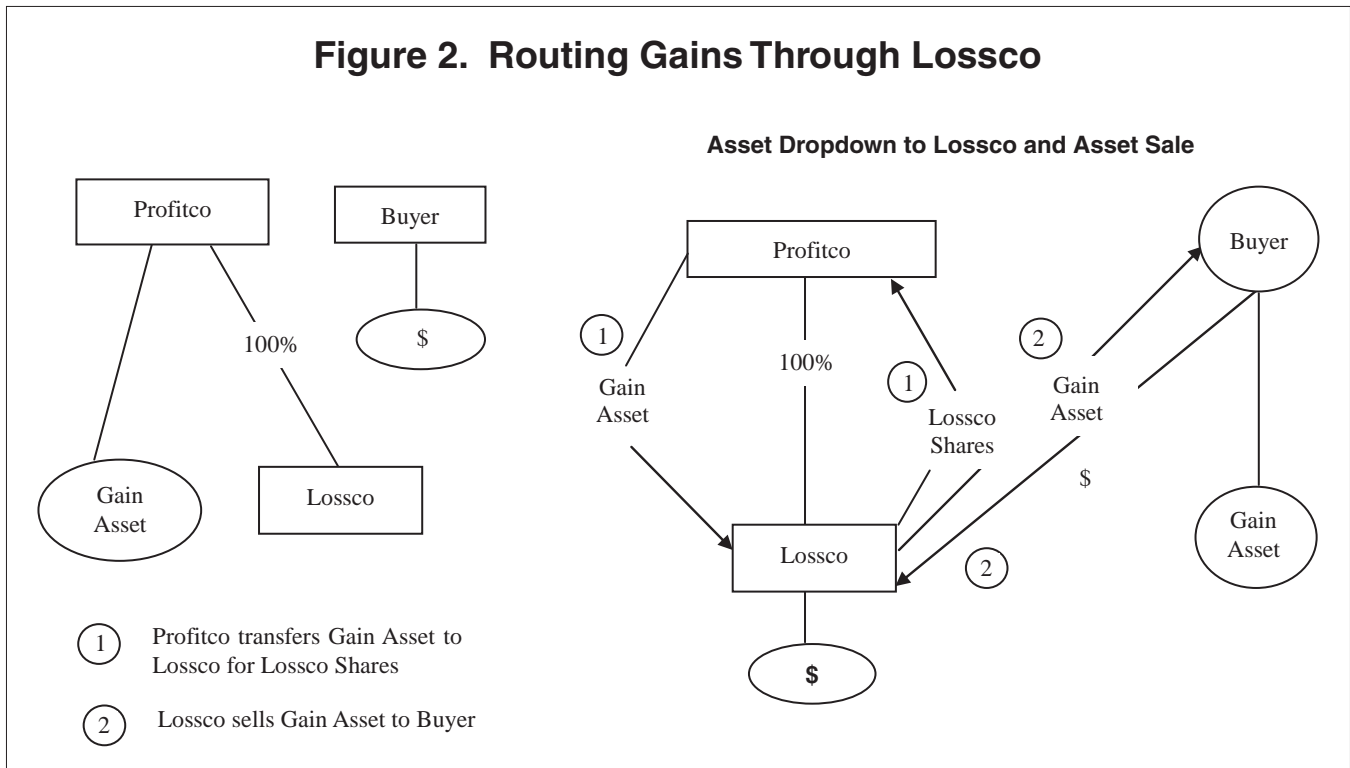 Figure 2. Routing Gains Through Lossco
Asset Dropdown to Lossco and Asset Sale
Profitco
Buyer
$
100%
Gain
Asset
Lossco
Profitco
Buyer
1
Gain
Asset
100%
1
Lossco
Shares
2
Gain
Asset
$
2
Lossco
$
Gain
Asset
1
Profitco transfers Gain Asset to
Lossco for Lossco Shares
2
Lossco sells Gain Asset to Buyer